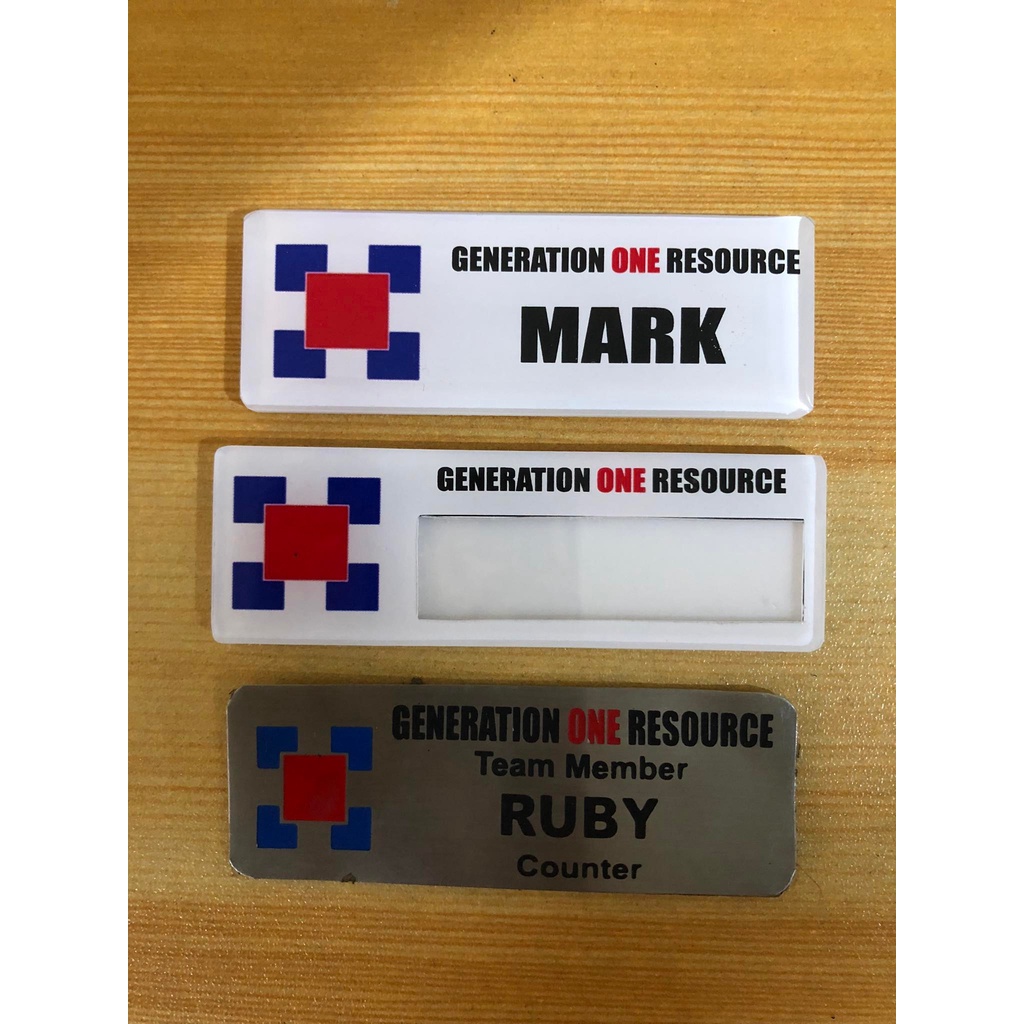 GENERATION ONE RESOURCE
MARK
GENERATION ONE RESOURCE
GENERATION ONE RESOURCE
Team Member
RUBY
Counter